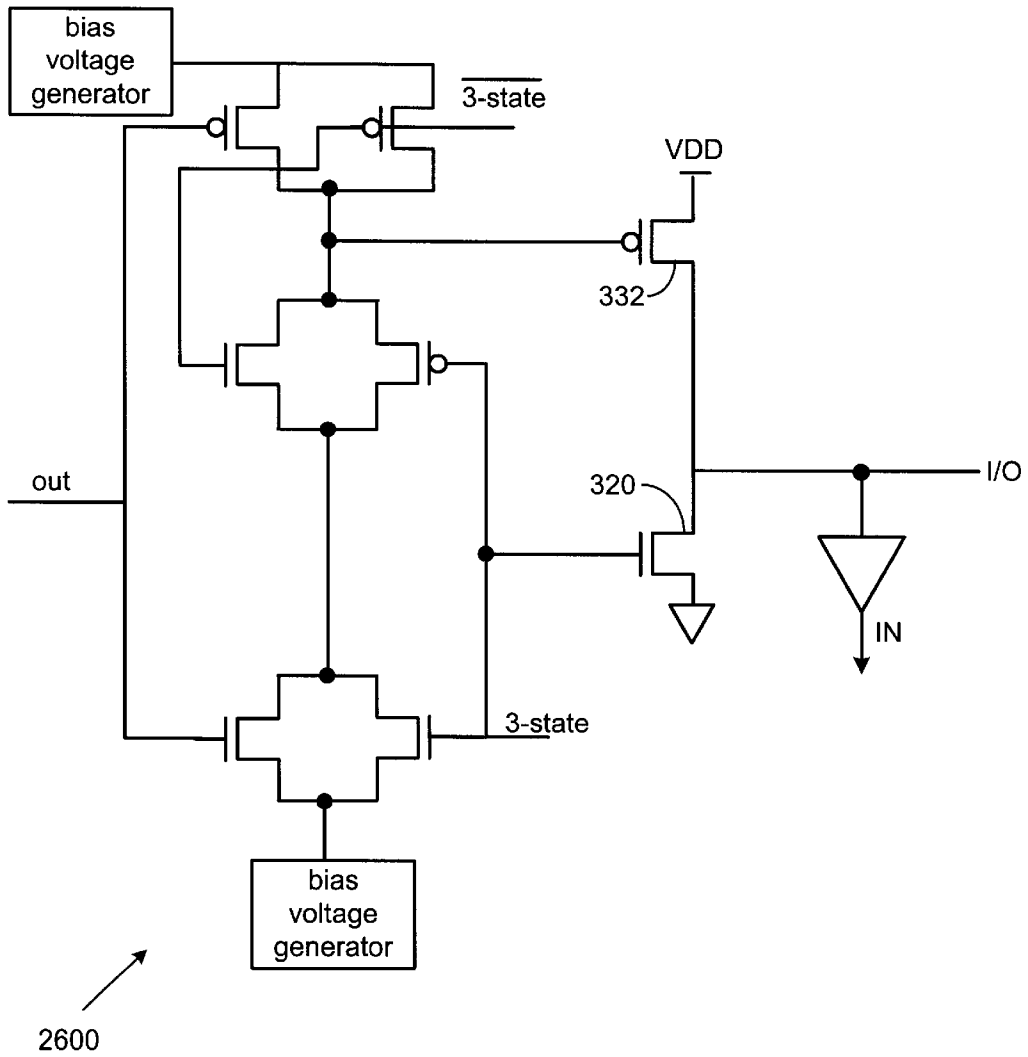 bias
voltage
generator
3-state
VDD
332
out
320
I/O
IN
3-state
bias
voltage
generator
2600